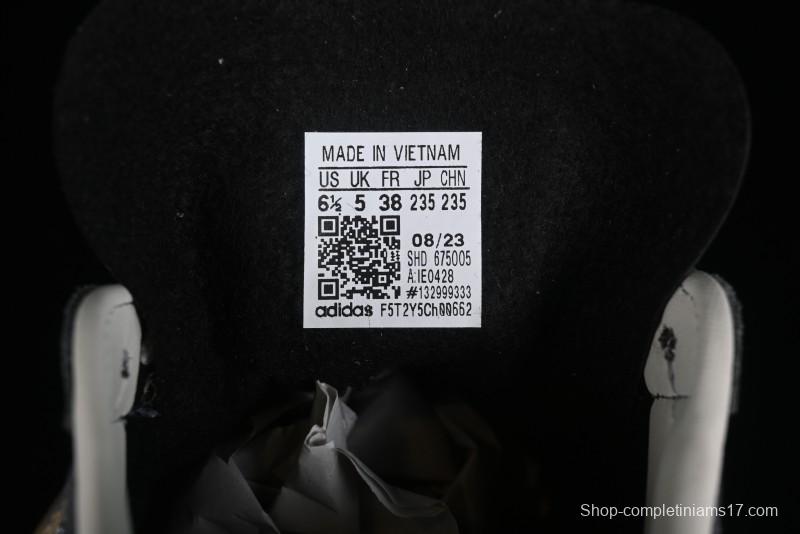 MADE IN VIETNAM
US UK FR JP CHN
6½ 5 38 235 235
08/23
SHD 675005
A:IE0428
#132999333
adidas F5T2Y5Ch00662
Shop-completiniams17.com